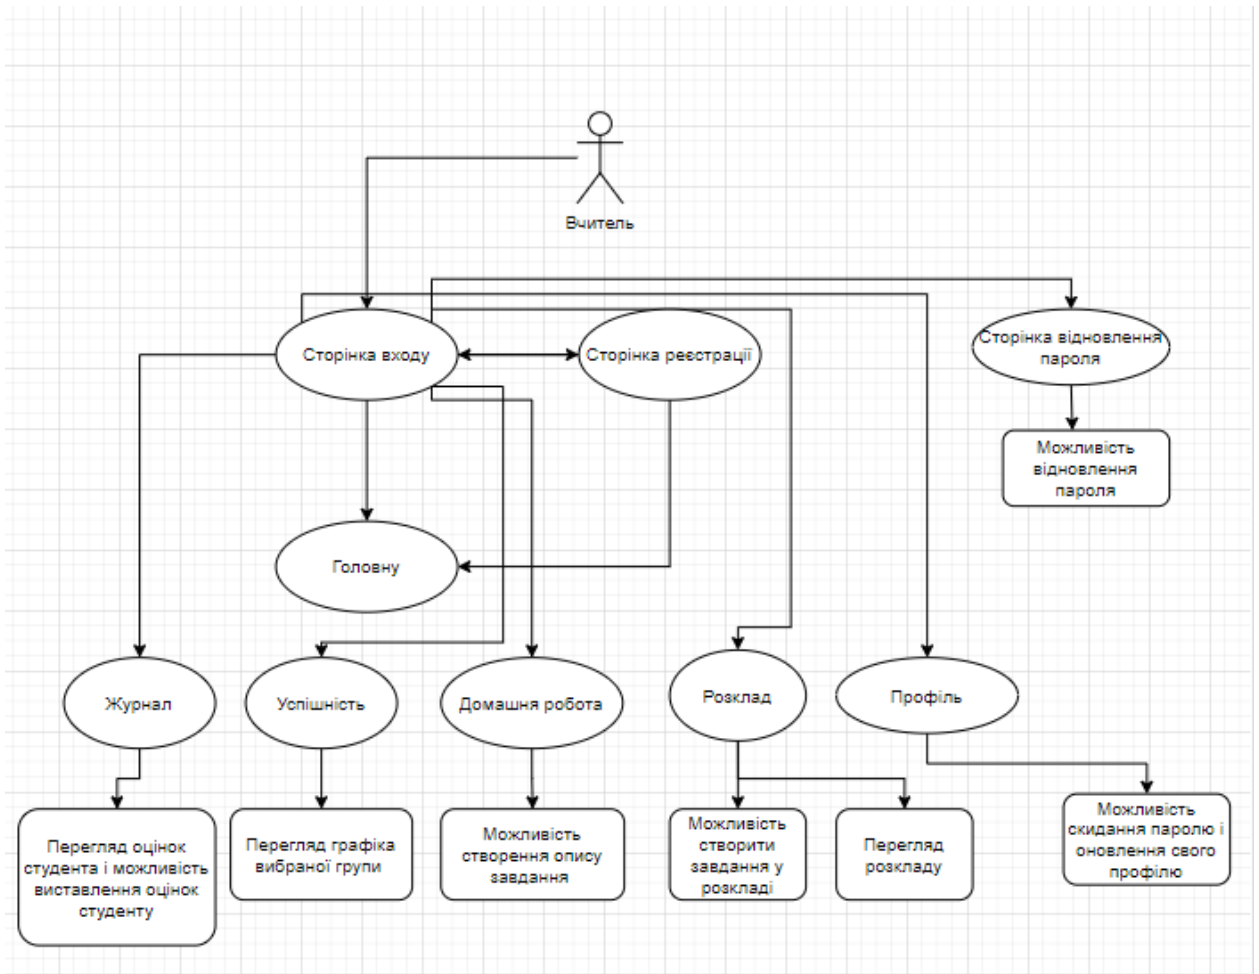 Вчитель
Сторінка входу
Сторінка реєстрації
Сторінка відновлення
пароля
Можливість
відновлення
пароля
Головну
Журнал
Успішність
Домашня робота
Розклад
Профіль
Перегляд оцінок
студента і можливість
виставлення оцінок
студенту
Перегляд графіка
вибраної групи
Можливість
створення опису
завдання
Можливість
створити
завдання у
розкладі
Перегляд
розкладу
Можливість
скидання паролю і
оновлення свого
профілю